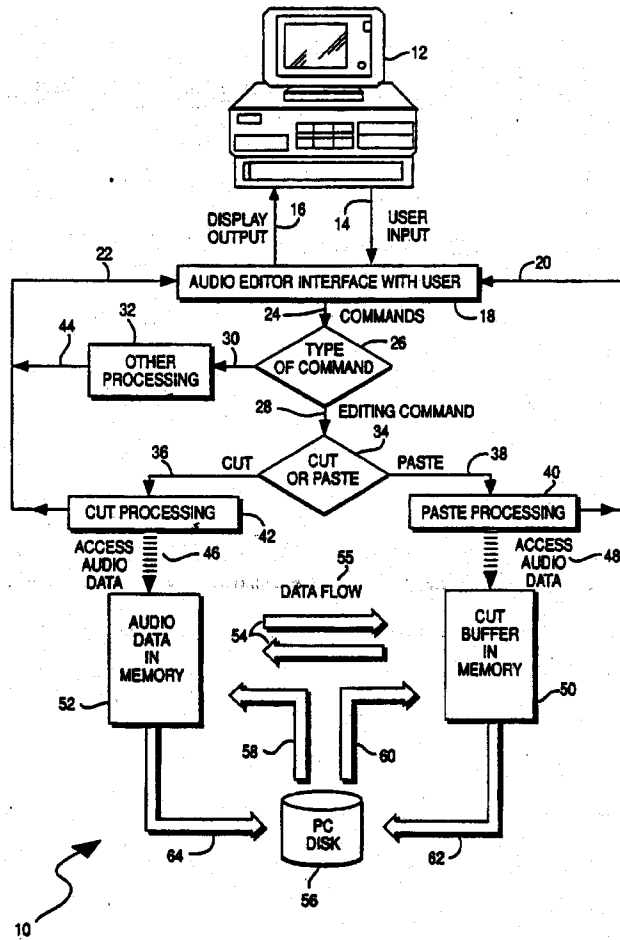 12
DISPLAY OUTPUT
16
14
USER INPUT
22
20
AUDIO EDITOR INTERFACE WITH USER
18
24
COMMANDS
44
32
OTHER PROCESSING
30
TYPE OF COMMAND
26
28
EDITING COMMAND
34
36
CUT
CUT OR PASTE
PASTE
38
40
CUT PROCESSING
42
PASTE PROCESSING
ACCESS AUDIO DATA
46
55
DATA FLOW
ACCESS AUDIO DATA
48
AUDIO DATA IN MEMORY
52
54
CUT BUFFER IN MEMORY
50
58
60
PC DISK
56
64
62
10